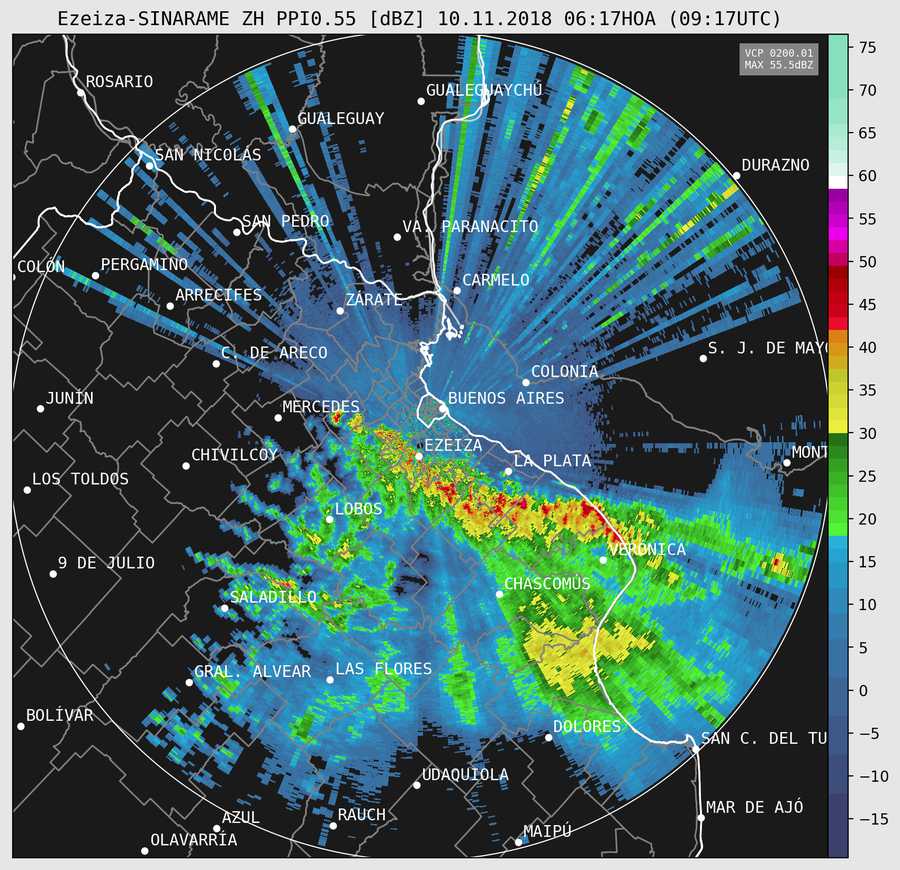 Ezeiza-SINARAME ZH PPI0.55 [dBZ] 10.11.2018 06:17HOA (09:17UTC)
VCP 0200.01
MAX 55.5dBZ
75
70
65
60
55
50
45
40
35
30
25
20
15
10
5
0
−5
−10
−15
ROSARIO
GUALEGUAYCHÚ
GUALEGUAY
SAN NICOLÁS
DURAZNO
SAN PEDRO
VA. PARANACITO
COLÓN
PERGAMINO
CARMELO
ARRECIFES
ZÁRATE
C. DE ARECO
S. J. DE MAYO
COLONIA
JUNÍN
MERCEDES
BUENOS AIRES
EZEIZA
CHIVILCOY
LA PLATA
MONT
LOS TOLDOS
LOBOS
VERÓNICA
9 DE JULIO
CHASCOMÚS
SALADILLO
GRAL. ALVEAR
LAS FLORES
BOLÍVAR
DOLORES
SAN C. DEL TU
UDAQUIOLA
MAR DE AJÓ
AZUL
RAUCH
MAIPÚ
OLAVARRÍA